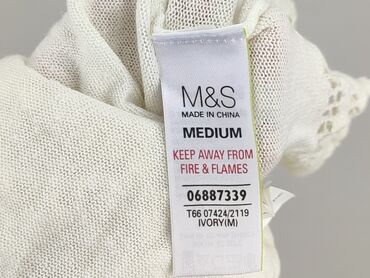 M&S
MADE IN CHINA
MEDIUM
KEEP AWAY FROM
FIRE & FLAMES
06887339
T66 07424/2119
IVORY(M)